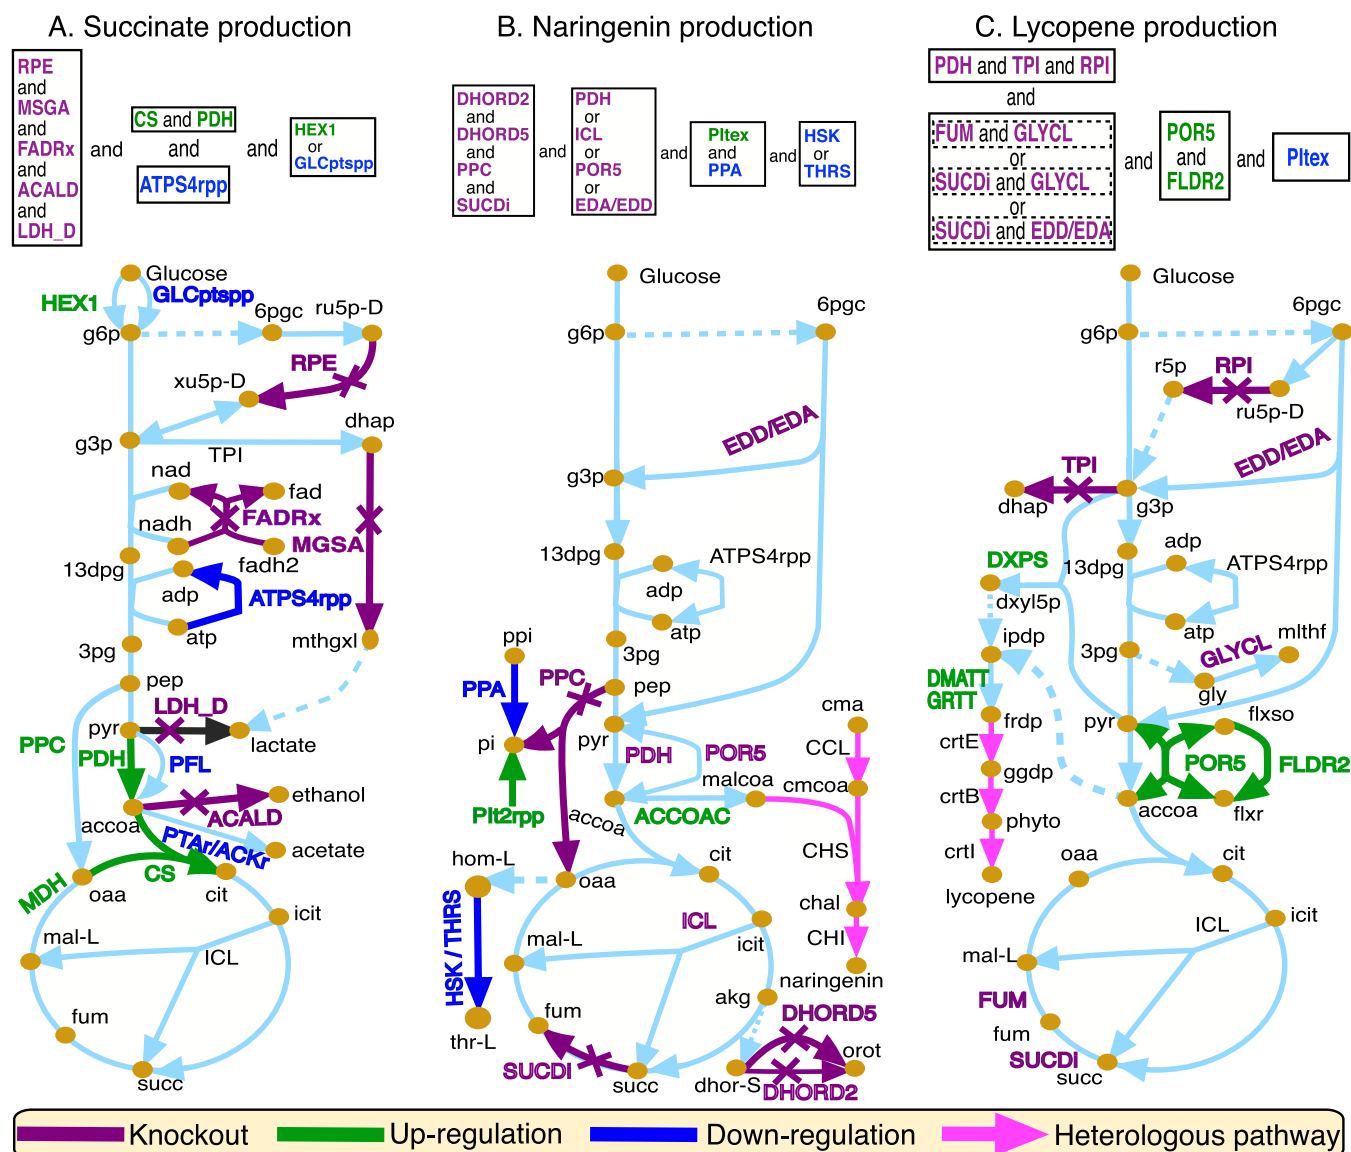 A. Succinate production
RPE
and
MSGA
and
FADRx
and
ACALD
and
LDH_D
and
CS and PDH
and
ATPS4rpp
and
HEX1
or
GLCptspp
Glucose
HEX1
GLCptspp
g6p
6pgc
ru5p-D
RPE
xu5p-D
g3p
TPI
dhap
nad
fad
FADRx
nadh
MGSA
fadh2
13dpg
adp
ATPS4rpp
atp
mthgxl
3pg
pep
LDH_D
pyr
lactate
PPC
PDH
PFL
ethanol
ACALD
accoa
PTAr/ACKr
acetate
MDH
CS
oaa
cit
icit
mal-L
ICL
fum
succ
B. Naringenin production
DHORD2
and
DHORD5
and
PPC
and
SUCDi
and
PDH
or
ICL
or
POR5
or
EDA/EDD
and
PItex
and
PPA
and
HSK
or
THRS
Glucose
g6p
6pgc
EDD/EDA
g3p
13dpg
ATPS4rpp
adp
atp
ppi
3pg
PPA
PPC
pep
pi
pyr
cma
PDH
POR5
CCL
malcoa
cmcoa
PIt2rpp
accoa
ACCOAC
CHS
hom-L
oaa
cit
HSK / THRS
ICL
chal
mal-L
icit
CHI
naringenin
akg
fum
DHORD5
thr-L
SUCDI
succ
dhor-S
orot
DHORD2
C. Lycopene production
PDH and TPI and RPI
and
FUM and GLYCL
or
SUCDi and GLYCL
or
SUCDi and EDD/EDA
and
POR5
and
FLDR2
and
PItex
Glucose
g6p
6pgc
r5p
RPI
ru5p-D
EDD/EDA
TPI
dhap
g3p
DXPS
13dpg
adp
ATPS4rpp
dxyl5p
atp
ipdp
3pg
GLYCL
mlthf
gly
DMATT
GRTT
frdp
pyr
flxso
crtE
POR5
FLDR2
ggdp
crtB
accoa
flxr
phyto
crtI
lycopene
oaa
cit
icit
ICL
mal-L
FUM
fum
SUCDI
succ
Knockout
Up-regulation
Down-regulation
Heterologous pathway